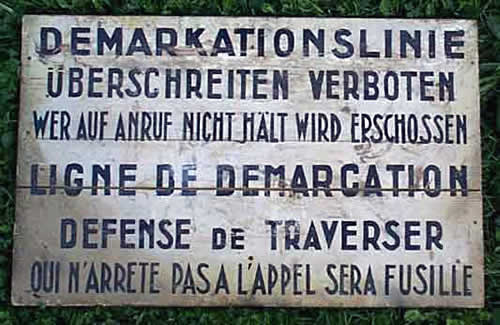 DEMARKATIONSLINIE
ÜBERSCHREITEN VERBOTEN
WER AUF ANRUF NICHT HÄLT WIRD ERSCHOSSEN
LIGNE DE DEMARCATION
DEFENSE DE TRAVERSER
QUI N'ARRETE PAS A L'APPEL SERA FUSILLE